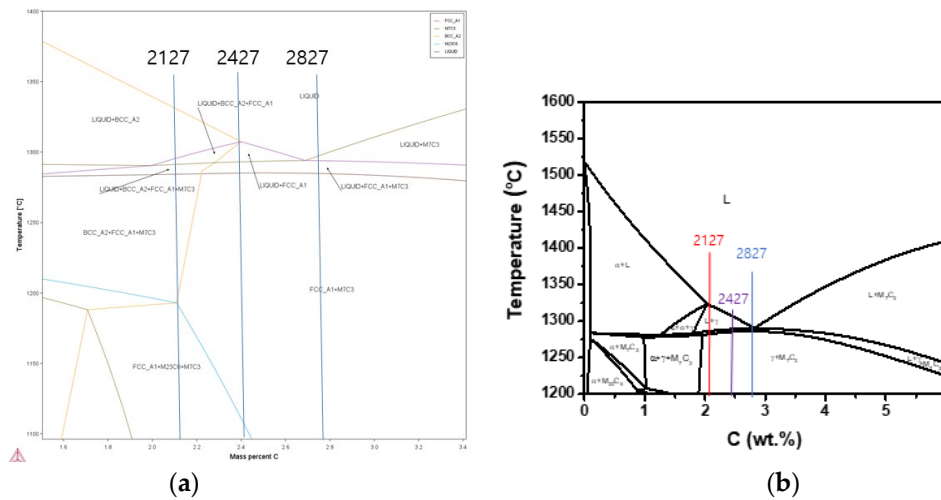 (a)
1400
1350
1300
1250
1200
1150
1100
Temperature [°C]
1.6
1.8
2.0
2.2
2.4
2.6
2.8
3.0
3.2
3.4
Mass percent C
2127
2427
2827
FCC_A1
M7C3
BCC_A2
M23C6
LIQUID
LIQUID
LIQUID+BCC_A2+FCC_A1
LIQUID+BCC_A2
LIQUID+M7C3
LIQUID+BCC_A2+FCC_A1+M7C3
LIQUID+FCC_A1
LIQUID+FCC_A1+M7C3
BCC_A2+FCC_A1+M7C3
FCC_A1+M7C3
FCC_A1+M23C6+M7C3
(a)
(b)
1600
1550
1500
1450
1400
1350
1300
1250
1200
Temperature (°C)
0
1
2
3
4
5
C (wt.%)
L
2127
2827
2427
α+L
L+M₇C₃
L+γ
L+α+γ
α+M₇C₃
α+γ+M₇C₃
γ+M₇C₃
α+M₂₃C₆
(b)